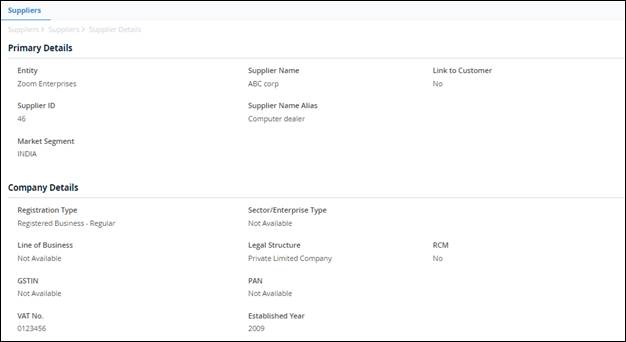 Suppliers
Suppliers > Suppliers > Supplier Details
Primary Details
Entity Supplier Name Link to Customer
Zoom Enterprises ABC corp No
Supplier ID Supplier Name Alias
46 Computer dealer
Market Segment
INDIA
Company Details
Registration Type Sector/Enterprise Type
Registered Business - Regular Not Available
Line of Business Legal Structure RCM
Not Available Private Limited Company No
GSTIN PAN
Not Available Not Available
VAT No. Established Year
0123456 2009